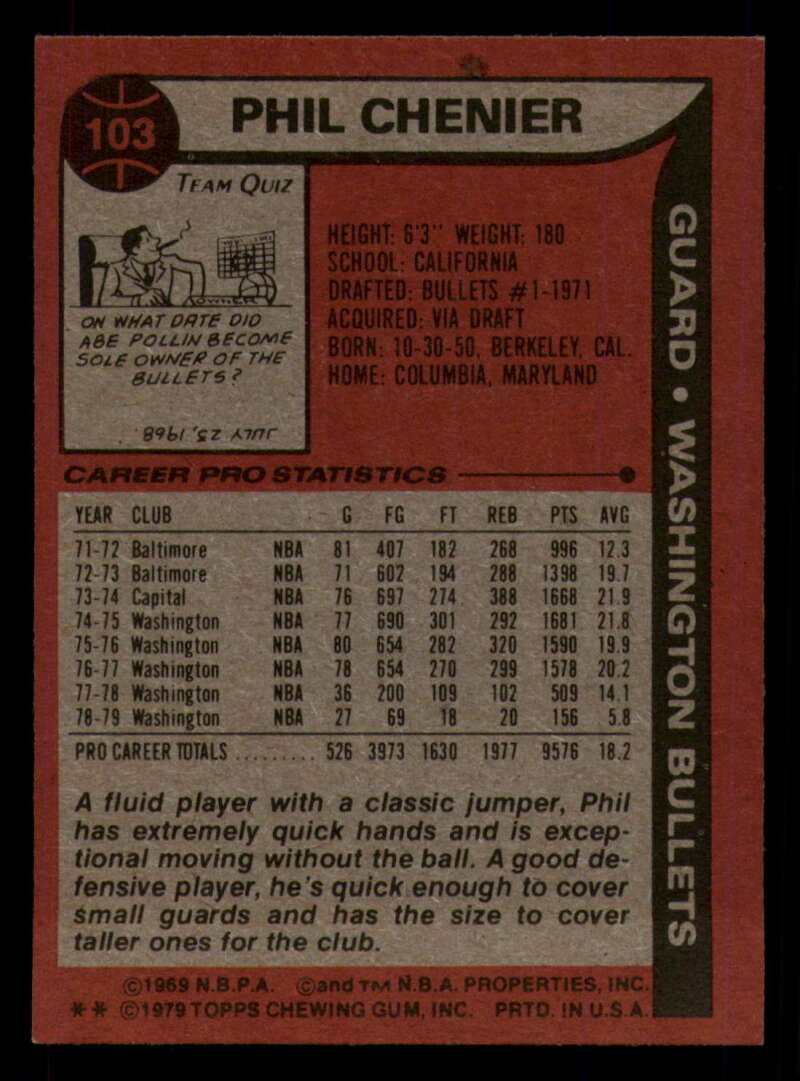 103
PHIL CHENIER
TEAM QUIZ
ON WHAT DATE DID
ABE POLLIN BECOME
SOLE OWNER OF THE
BULLETS?
JULY 25, 1968
HEIGHT: 6'3" WEIGHT: 180
SCHOOL: CALIFORNIA
DRAFTED: BULLETS #1-1971
ACQUIRED: VIA DRAFT
BORN: 10-30-50, BERKELEY, CAL.
HOME: COLUMBIA, MARYLAND
GUARD • WASHINGTON BULLETS
CAREER PRO STATISTICS
YEAR CLUB G FG FT REB PTS AVG
71-72 Baltimore NBA 81 407 182 268 996 12.3
72-73 Baltimore NBA 71 602 194 288 1398 19.7
73-74 Capital NBA 76 697 274 388 1668 21.9
74-75 Washington NBA 77 690 301 292 1681 21.8
75-76 Washington NBA 80 654 282 320 1590 19.9
76-77 Washington NBA 78 654 270 299 1578 20.2
77-78 Washington NBA 36 200 109 102 509 14.1
78-79 Washington NBA 27 69 18 20 156 5.8
PRO CAREER TOTALS ......... 526 3973 1630 1977 9576 18.2
A fluid player with a classic jumper, Phil
has extremely quick hands and is excep-
tional moving without the ball. A good de-
fensive player, he's quick enough to cover
small guards and has the size to cover
taller ones for the club.
©1969 N.B.P.A. ©and TM N.B.A. PROPERTIES, INC.
** ©1979 TOPPS CHEWING GUM, INC. PRTD. IN U.S.A.